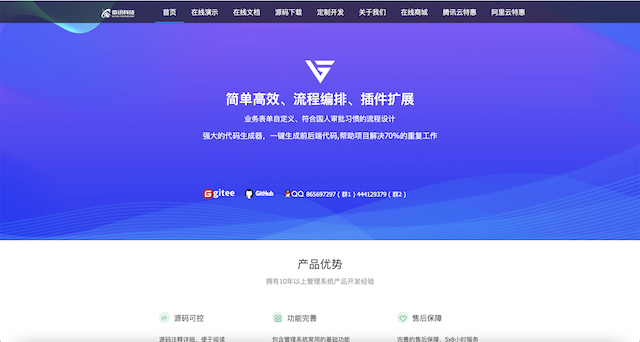 首页 在线演示 在线文档 源码下载 定制开发 关于我们 在线商城 腾讯云特惠 阿里云特惠
简单高效、流程编排、插件扩展
业务表单自定义、符合国人审批习惯的流程设计
强大的代码生成器，一键生成前后端代码,帮助项目解决70%的重复工作
gitee GitHub QQ 865697297（群1）444129379（群2）
产品优势
拥有10年以上管理系统产品开发经验
源码可控 功能完善 售后保障
源码注释详细、便于阅读 包含管理系统常用的基础功能 完善的售后保障、5x8小时服务